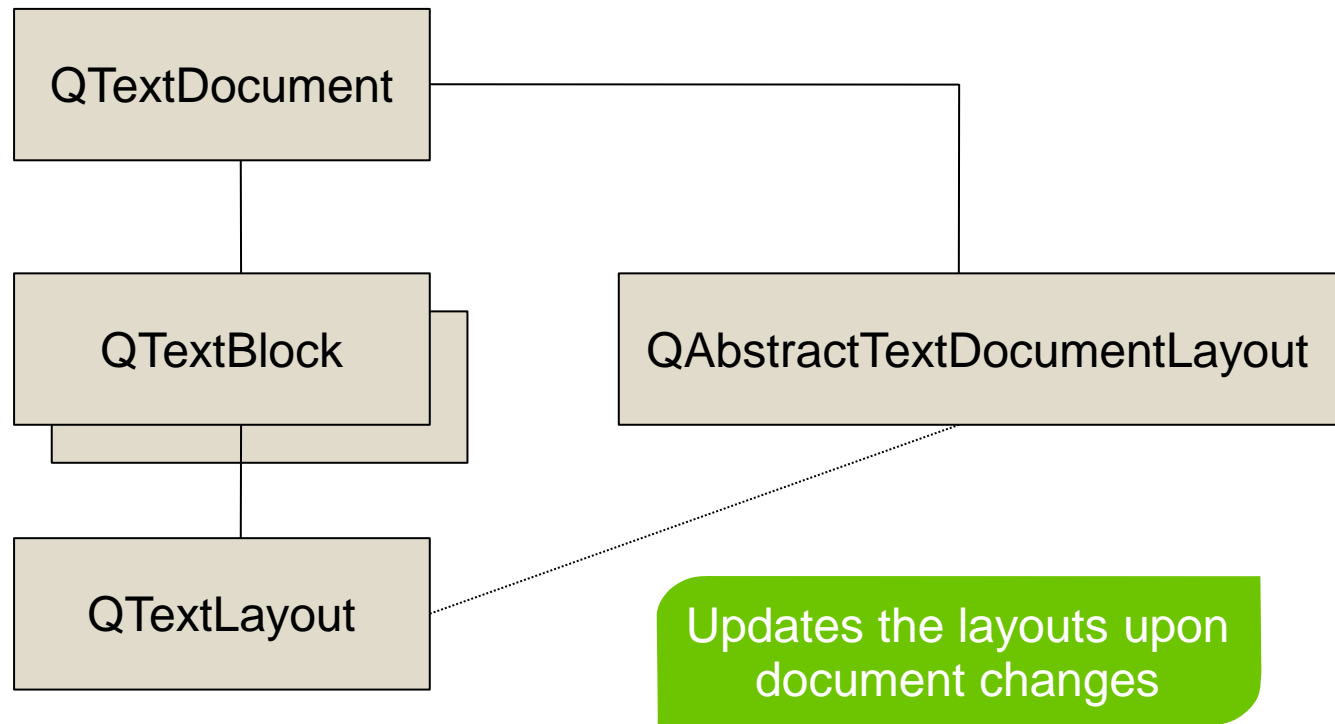 QTextDocument
QTextBlock
QAbstractTextDocumentLayout
QTextLayout
Updates the layouts upon
document changes